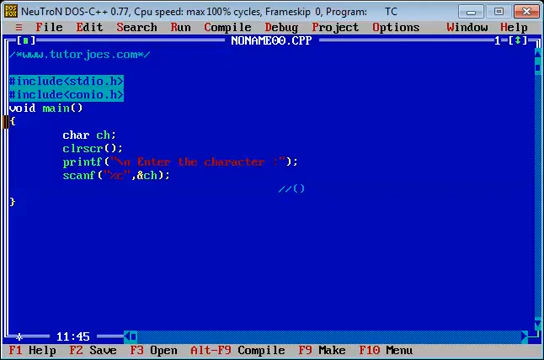 NeuTroN DOS-C++ 0.77, Cpu speed: max 100% cycles, Frameskip 0, Program: TC
≡ File Edit Search Run Compile Debug Project Options Window Help
[■] NONAME00.CPP 1=[↕]
/*www.tutorjoes.com*/
#include<stdio.h>
#include<conio.h>
void main()
{
char ch;
clrscr();
printf("\n Enter the character :");
scanf("%c",&ch);
//()
}
* 11:45
F1 Help F2 Save F3 Open Alt-F9 Compile F9 Make F10 Menu